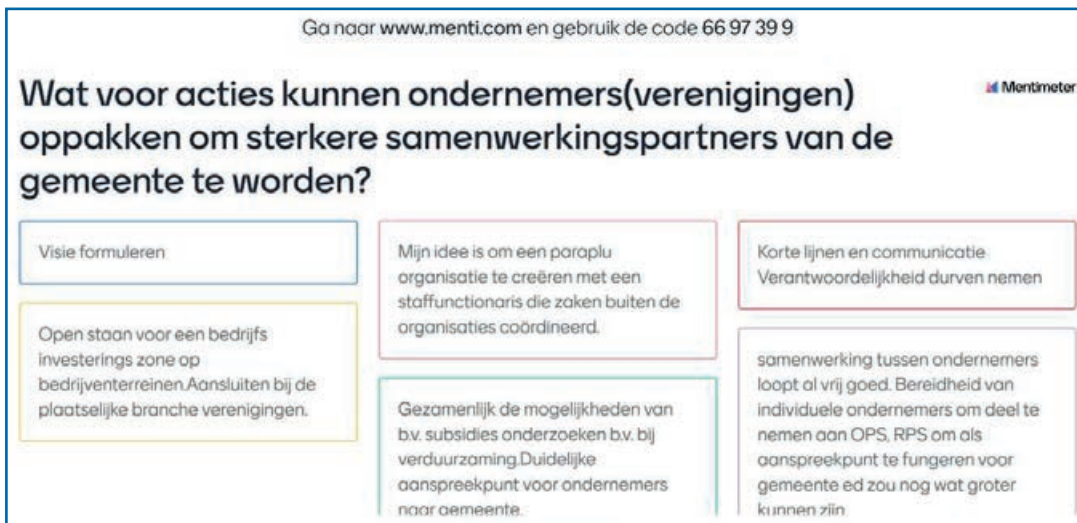 Ga naar www.menti.com en gebruik de code 66 97 39 9
Mentimeter
Wat voor acties kunnen ondernemers(verenigingen)
oppakken om sterkere samenwerkingspartners van de
gemeente te worden?
Visie formuleren
Open staan voor een bedrijfs
investerings zone op
bedrijventerreinen.Aansluiten bij de
plaatselijke branche verenigingen.
Mijn idee is om een paraplu
organisatie te creëren met een
staffunctionaris die zaken buiten de
organisaties coördineerd.
Gezamenlijk de mogelijkheden van
b.v. subsidies onderzoeken b.v. bij
verduurzaming.Duidelijke
aanspreekpunt voor ondernemers
naar gemeente.
Korte lijnen en communicatie
Verantwoordelijkheid durven nemen
samenwerking tussen ondernemers
loopt al vrij goed. Bereidheid van
individuele ondernemers om deel te
nemen aan OPS, RPS om als
aanspreekpunt te fungeren voor
gemeente ed zou nog wat groter
kunnen zijn